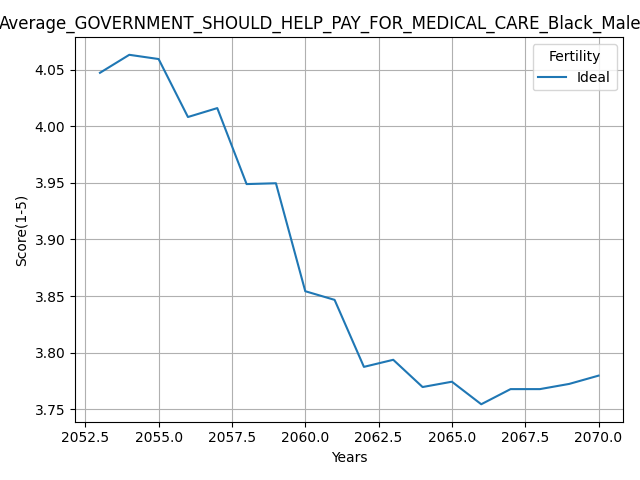 Average_GOVERNMENT_SHOULD_HELP_PAY_FOR_MEDICAL_CARE_Black_Male
Fertility
Ideal
Score(1-5)
4.05
4.00
3.95
3.90
3.85
3.80
3.75
2052.5 2055.0 2057.5 2060.0 2062.5 2065.0 2067.5 2070.0
Years